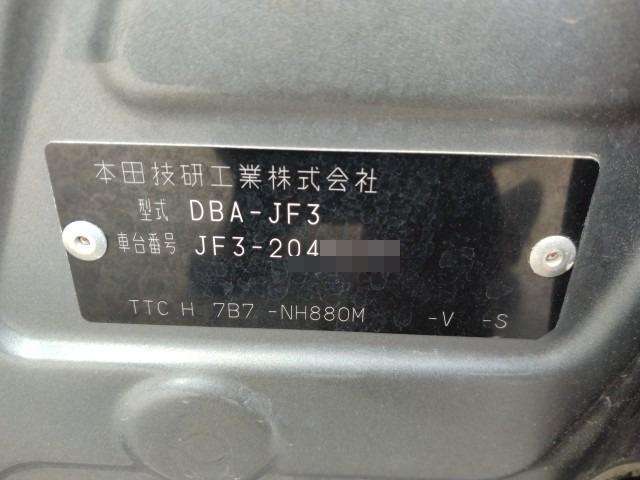 本田技研工業株式会社
型式 DBA-JF3
車台番号 JF3-204
TTC H 7B7 -NH880M -V -S